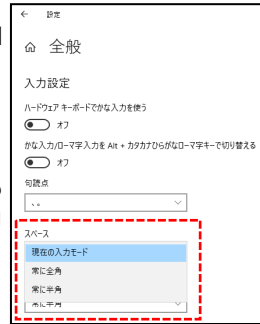 ← 設定
全般
入力設定
ハードウェア キーボードでかな入力を使う
オフ
かな入力/ローマ字入力を Alt + カタカナひらがなローマ字キーで切り替える
オフ
句読点
、。
スペース
現在の入力モード
常に全角
常に半角
常に半角